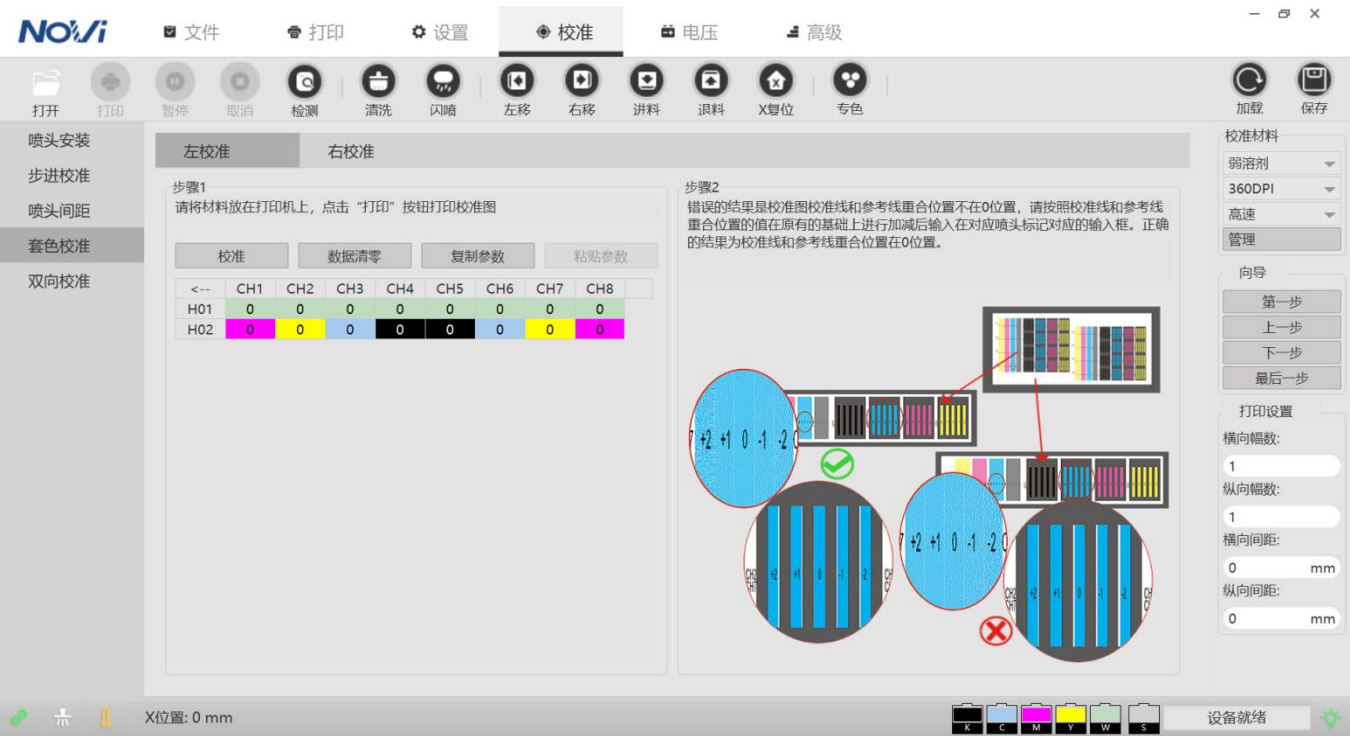 NOVi
文件
打印
设置
校准
电压
高级
打开
打印
暂停
取消
检测
清洗
闪喷
左移
右移
进料
退料
X复位
专色
加载
保存
喷头安装
步进校准
喷头间距
套色校准
双向校准
左校准
右校准
步骤1
请将材料放在打印机上，点击“打印”按钮打印校准图
校准
数据清零
复制参数
粘贴参数
<-- CH1 CH2 CH3 CH4 CH5 CH6 CH7 CH8
H01 0 0 0 0 0 0 0 0
H02 0 0 0 0 0 0 0 0
步骤2
错误的结果是校准图校准线和参考线重合位置不在0位置，请按照校准线和参考线
重合位置的值在原有的基础上进行加减后输入在对应喷头标记对应的输入框。正确
的结果为校准线和参考线重合位置在0位置。
+2 +1 0 -1 -2
CH2 +2 +1 0 -1 -2
+2 +1 0 -1 -2
CH2 +2 +1 0 -1 -2
校准材料
弱溶剂
360DPI
高速
管理
向导
第一步
上一步
下一步
最后一步
打印设置
横向幅数:
1
纵向幅数:
1
横向间距:
0 mm
纵向间距:
0 mm
X位置: 0 mm
K C M Y W S
设备就绪